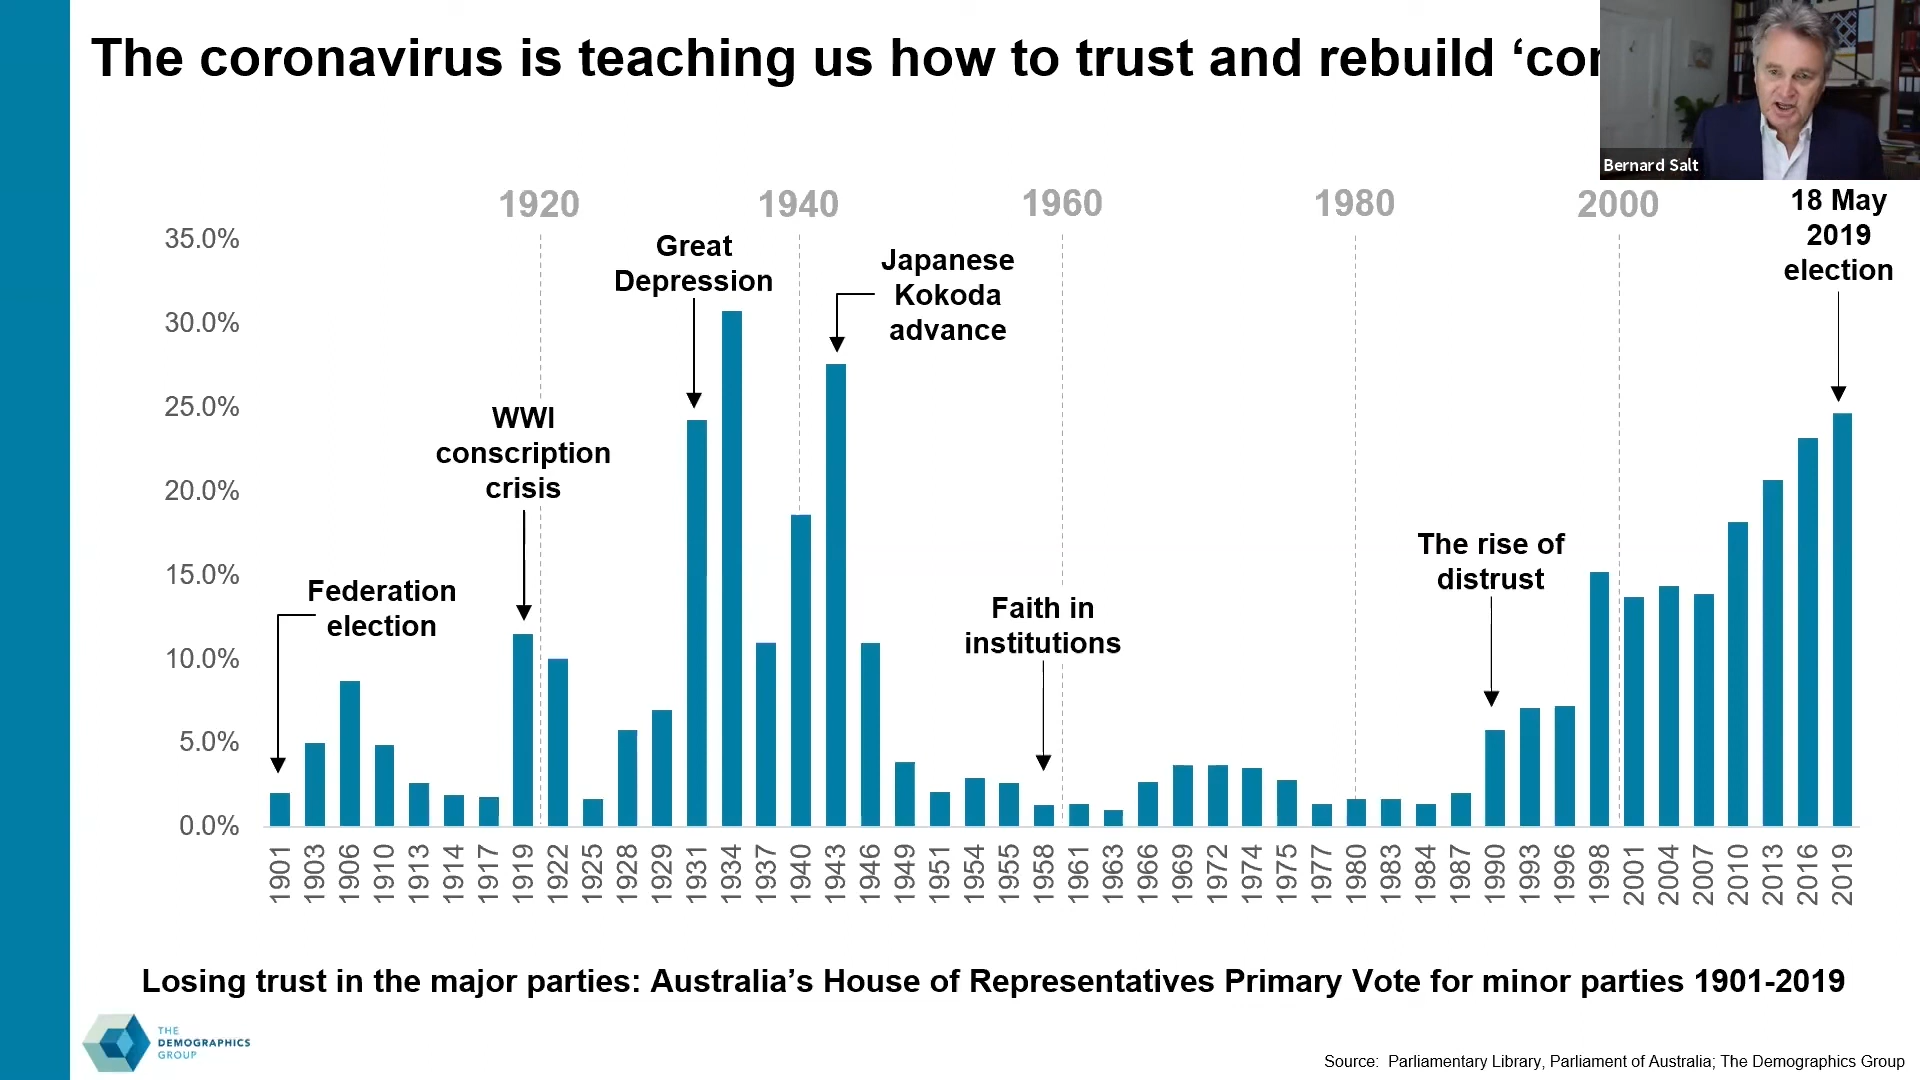 The coronavirus is teaching us how to trust and rebuild
Bernard Salt
1920
1940
1960
1980
2000
18 May
2019
election
35.0%
30.0%
25.0%
20.0%
15.0%
10.0%
5.0%
0.0%
Federation
election
WWI
conscription
crisis
Great
Depression
Japanese
Kokoda
advance
Faith in
institutions
The rise of
distrust
1901
1903
1906
1910
1913
1914
1917
1919
1922
1925
1928
1929
1931
1934
1937
1940
1943
1946
1949
1951
1954
1955
1958
1961
1963
1966
1969
1972
1974
1975
1977
1980
1983
1984
1987
1990
1993
1996
1998
2001
2004
2007
2010
2013
2016
2019
Losing trust in the major parties: Australia’s House of Representatives Primary Vote for minor parties 1901-2019
THE
DEMOGRAPHICS
GROUP
Source: Parliamentary Library, Parliament of Australia; The Demographics Group